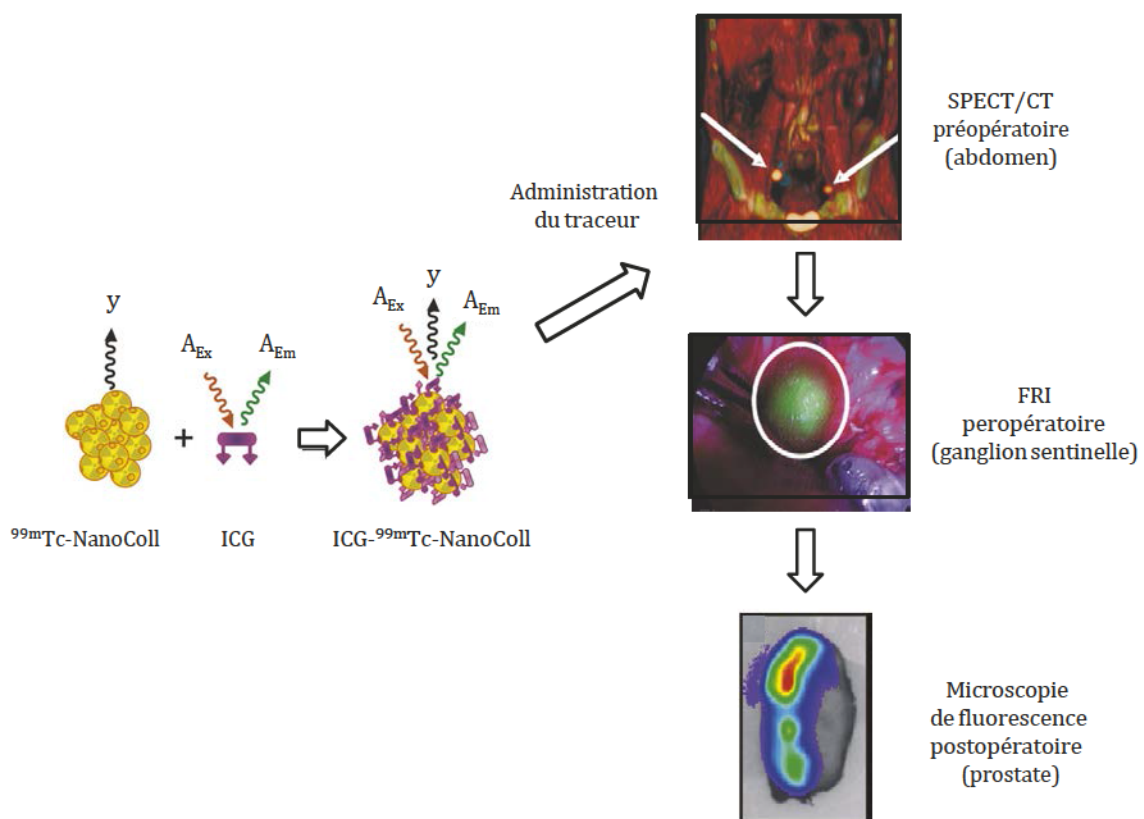 SPECT/CT
préopératoire
(abdomen)
Administration
du traceur
y
A_Ex
A_Em
y
A_Ex
A_Em
+
99mTc-NanoColl
ICG
ICG-99mTc-NanoColl
FRI
peropératoire
(ganglion sentinelle)
Microscopie
de fluorescence
postopératoire
(prostate)